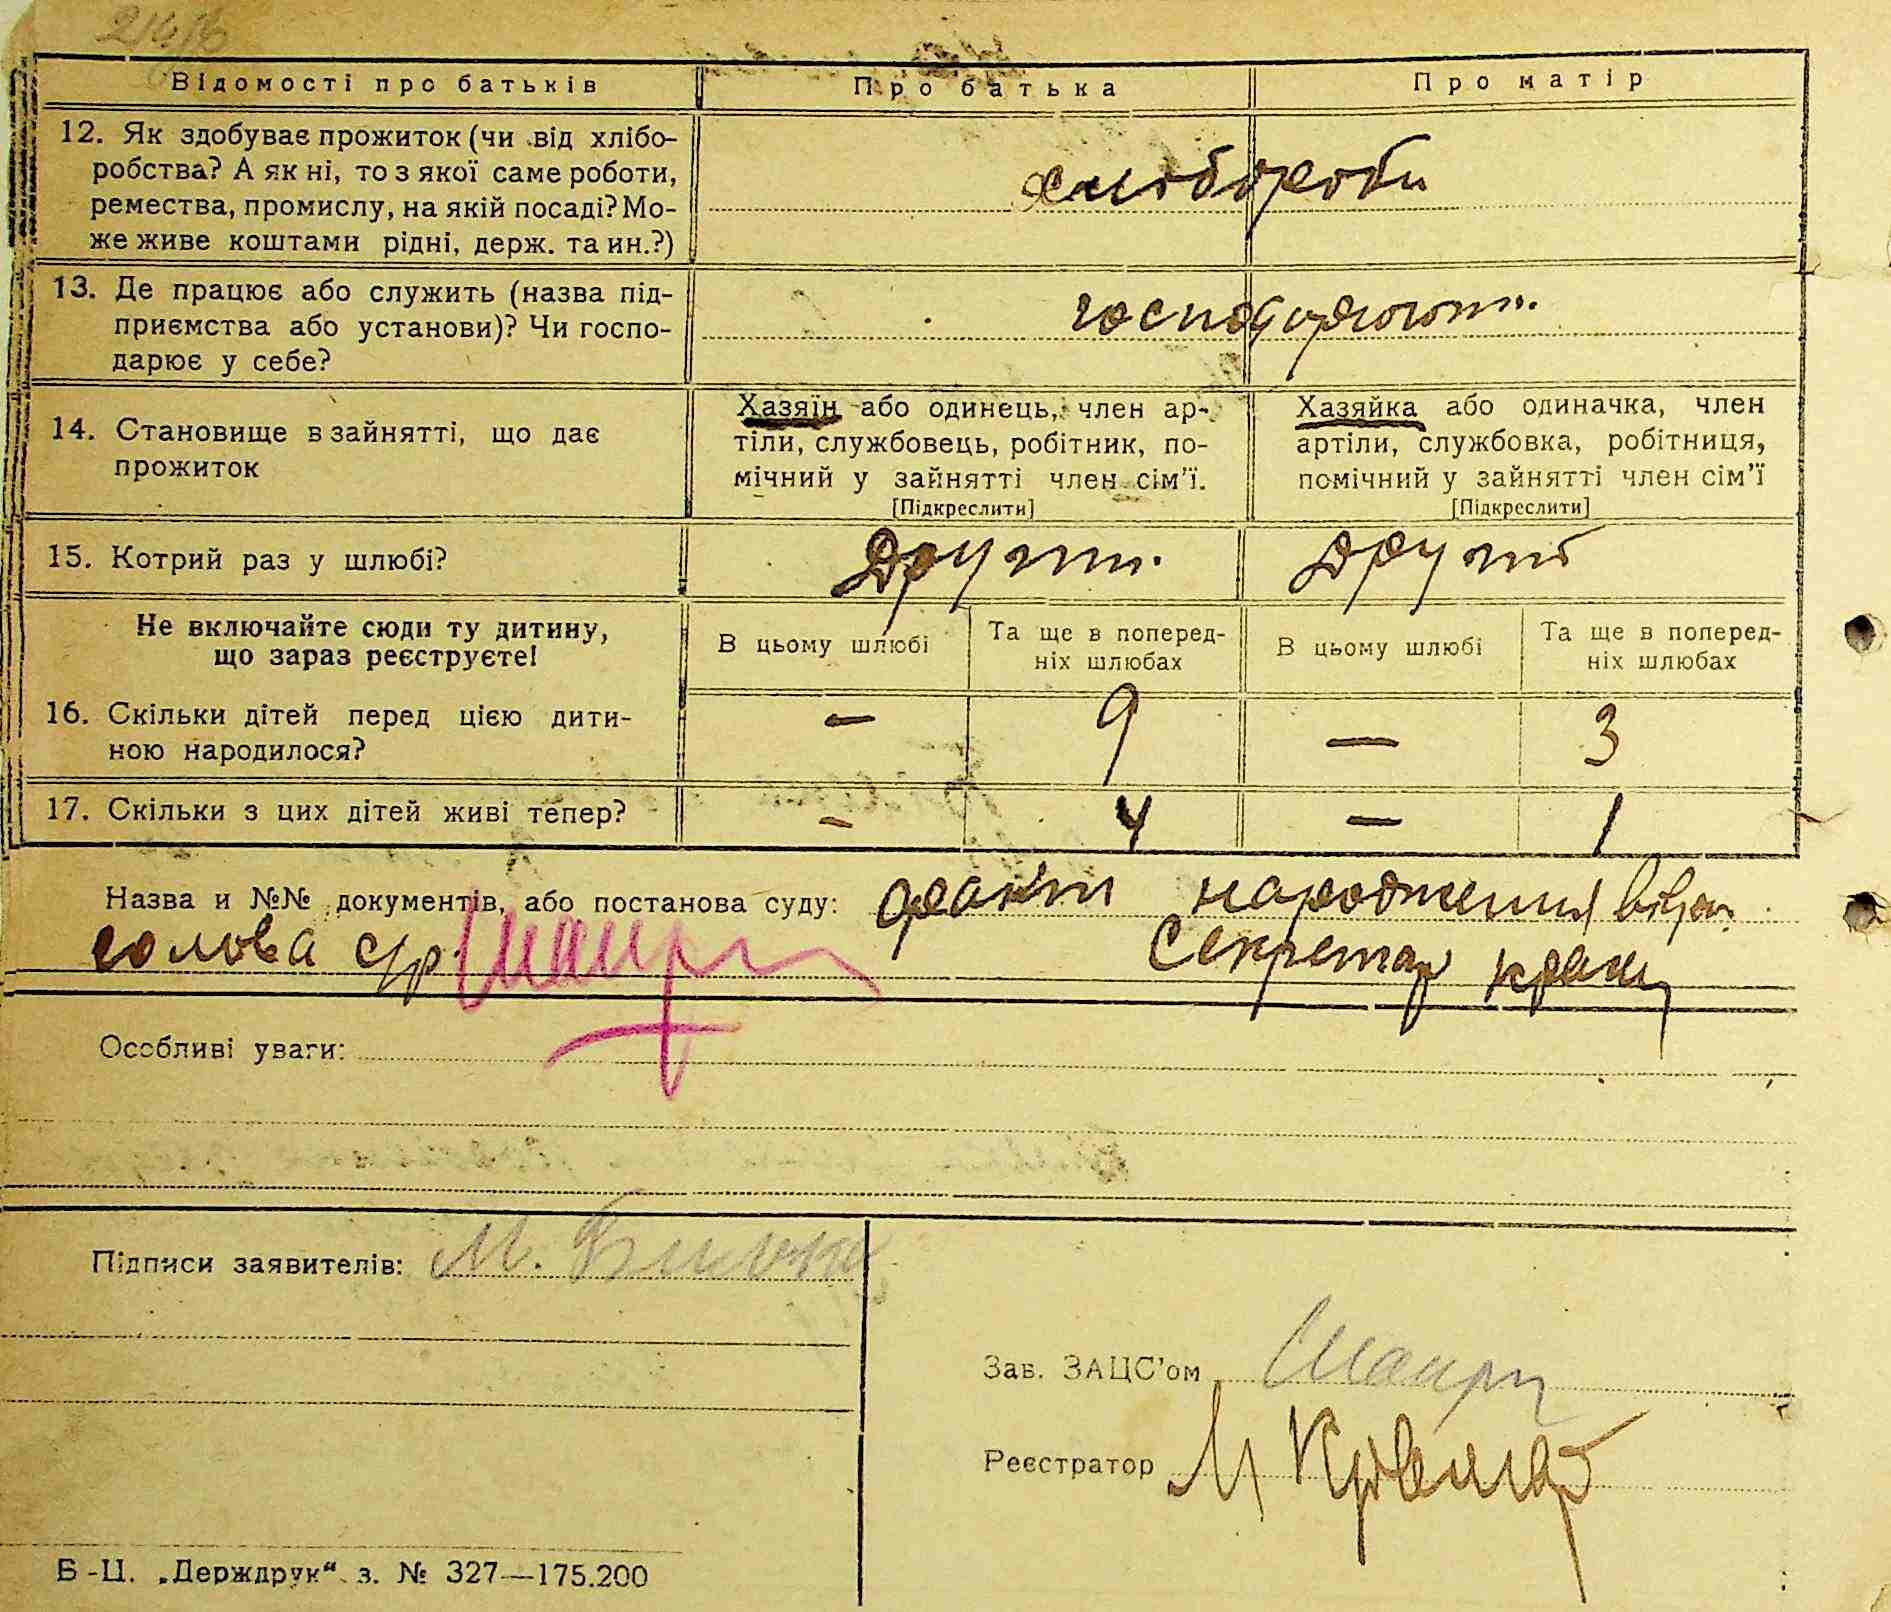 Відомості про батьків Про батька Про матір
12. Як здобуває прожиток (чи від хлібо-
робства? А як ні, то з якої саме роботи,
ремества, промислу, на якій посаді? Мо-
же живе коштами рідні, держ. та ин.?)
хлібороби
13. Де працює або служить (назва під-
приємства або установи)? Чи госпо-
дарює у себе?
господарюють
14. Становище в зайнятті, що дає
прожиток
Хазяїн або одинець, член ар-
тіли, службовець, робітник, по-
мічний у зайнятті член сім'ї.
[Підкреслити]
Хазяйка або одиначка, член
артіли, службовка, робітниця,
помічний у зайнятті член сім'ї
[Підкреслити]
15. Котрий раз у шлюбі? другий другий
Не включайте сюди ту дитину,
що зараз реєструєте!
В цьому шлюбі
Та ще в поперед-
ніх шлюбах
В цьому шлюбі
Та ще в поперед-
ніх шлюбах
16. Скільки дітей перед цією дити-
ною народилося?
— 9 — 3
17. Скільки з цих дітей живі тепер? — 4 — 1
Назва и №№ документів, або постанова суду: факт народження
голова с/р Секретар
Особливі уваги:
Підписи заявителів: М.
Зав. ЗАЦС'ом
Реєстратор
Б-Ц. „Держдрук“ з. № 327—175.200